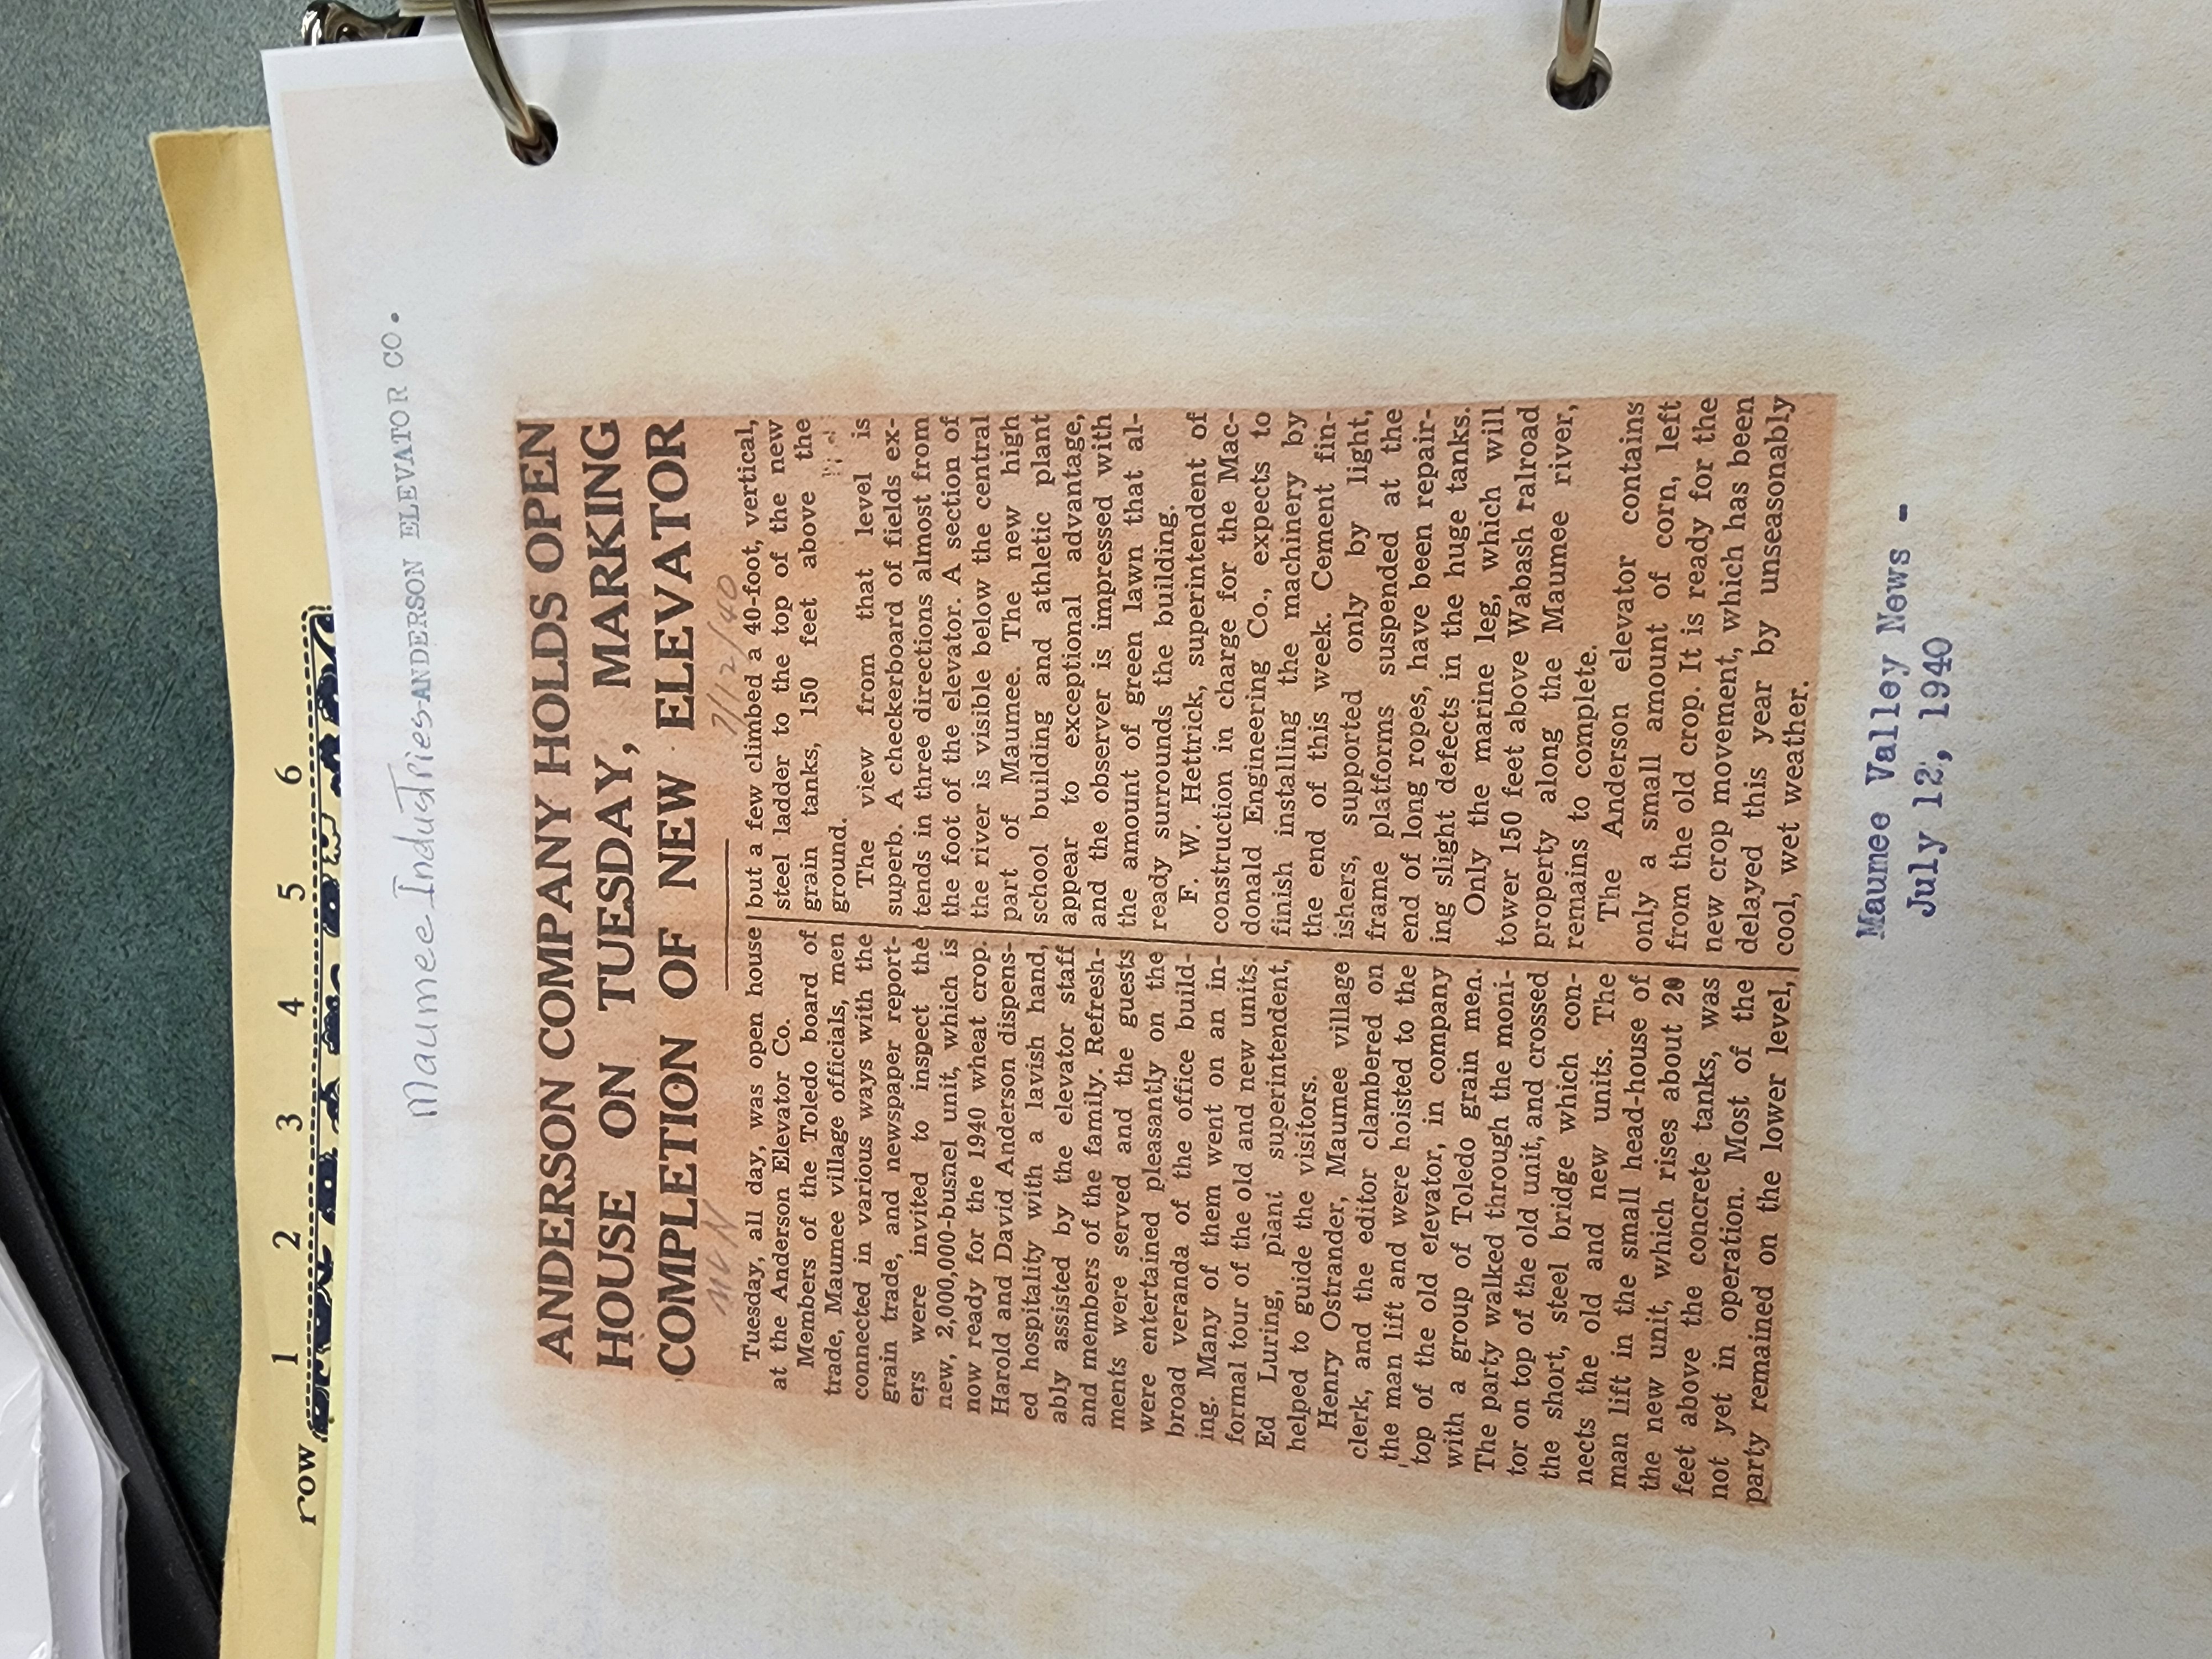 Maumee Industries-ANDERSON ELEVATOR CO.
ANDERSON COMPANY HOLDS OPEN
HOUSE ON TUESDAY, MARKING
COMPLETION OF NEW ELEVATOR
MVN
7/12/40
Tuesday, all day, was open house
at the Anderson Elevator Co.
Members of the Toledo board of
trade, Maumee village officials, men
connected in various ways with the
grain trade, and newspaper report-
ers were invited to inspect the
new, 2,000,000-busnel unit, which is
now ready for the 1940 wheat crop.
Harold and David Anderson dispens-
ed hospitality with a lavish hand,
ably assisted by the elevator staff
and members of the family. Refresh-
ments were served and the guests
were entertained pleasantly on the
broad veranda of the office build-
ing. Many of them went on an in-
formal tour of the old and new units.
Ed Luring, plant superintendent,
helped to guide the visitors.
Henry Ostrander, Maumee village
clerk, and the editor clambered on
the man lift and were hoisted to the
top of the old elevator, in company
with a group of Toledo grain men.
The party walked through the moni-
tor on top of the old unit, and crossed
the short, steel bridge which con-
nects the old and new units. The
man lift in the small head-house of
the new unit, which rises about 20
feet above the concrete tanks, was
not yet in operation. Most of the
party remained on the lower level,
but a few climbed a 40-foot, vertical,
steel ladder to the top of the new
grain tanks, 150 feet above the
ground.
The view from that level is
superb. A checkerboard of fields ex-
tends in three directions almost from
the foot of the elevator. A section of
the river is visible below the central
part of Maumee. The new high
school building and athletic plant
appear to exceptional advantage,
and the observer is impressed with
the amount of green lawn that al-
ready surrounds the building.
F. W. Hettrick, superintendent of
construction in charge for the Mac-
donald Engineering Co., expects to
finish installing the machinery by
the end of this week. Cement fin-
ishers, supported only by light,
frame platforms suspended at the
end of long ropes, have been repair-
ing slight defects in the huge tanks.
Only the marine leg, which will
tower 150 feet above Wabash ralroad
property along the Maumee river,
remains to complete.
The Anderson elevator contains
only a small amount of corn, left
from the old crop. It is ready for the
new crop movement, which has been
delayed this year by unseasonably
cool, wet weather.
Maumee Valley News -
July 12, 1940
row 1 2 3 4 5 6